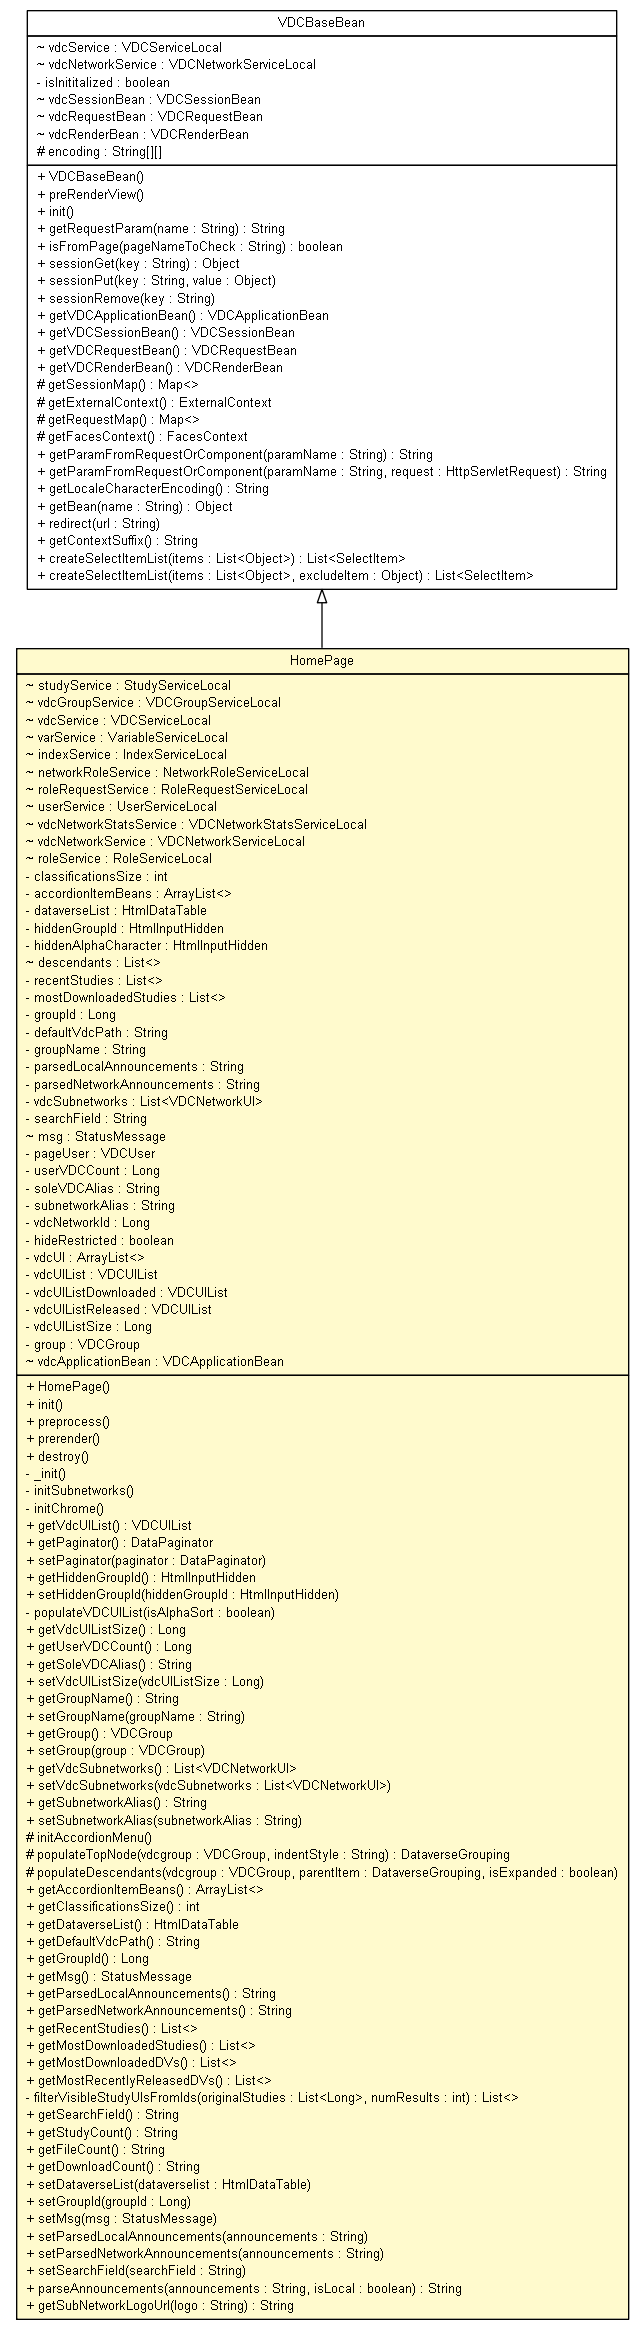 VDCBaseBean
~ vdcService : VDCServiceLocal
~ vdcNetworkService : VDCNetworkServiceLocal
- isInititalized : boolean
~ vdcSessionBean : VDCSessionBean
~ vdcRequestBean : VDCRequestBean
~ vdcRenderBean : VDCRenderBean
# encoding : String[][]
+ VDCBaseBean()
+ preRenderView()
+ init()
+ getRequestParam(name : String) : String
+ isFromPage(pageNameToCheck : String) : boolean
+ sessionGet(key : String) : Object
+ sessionPut(key : String, value : Object)
+ sessionRemove(key : String)
+ getVDCApplicationBean() : VDCApplicationBean
+ getVDCSessionBean() : VDCSessionBean
+ getVDCRequestBean() : VDCRequestBean
+ getVDCRenderBean() : VDCRenderBean
# getSessionMap() : Map<>
# getExternalContext() : ExternalContext
# getRequestMap() : Map<>
# getFacesContext() : FacesContext
+ getParamFromRequestOrComponent(paramName : String) : String
+ getParamFromRequestOrComponent(paramName : String, request : HttpServletRequest) : String
+ getLocaleCharacterEncoding() : String
+ getBean(name : String) : Object
+ redirect(url : String)
+ getContextSuffix() : String
+ createSelectItemList(items : List<Object>) : List<SelectItem>
+ createSelectItemList(items : List<Object>, excludeItem : Object) : List<SelectItem>
HomePage
~ studyService : StudyServiceLocal
~ vdcGroupService : VDCGroupServiceLocal
~ vdcService : VDCServiceLocal
~ varService : VariableServiceLocal
~ indexService : IndexServiceLocal
~ networkRoleService : NetworkRoleServiceLocal
~ roleRequestService : RoleRequestServiceLocal
~ userService : UserServiceLocal
~ vdcNetworkStatsService : VDCNetworkStatsServiceLocal
~ vdcNetworkService : VDCNetworkServiceLocal
~ roleService : RoleServiceLocal
- classificationsSize : int
- accordionItemBeans : ArrayList<>
- dataverseList : HtmlDataTable
- hiddenGroupId : HtmlInputHidden
- hiddenAlphaCharacter : HtmlInputHidden
~ descendants : List<>
- recentStudies : List<>
- mostDownloadedStudies : List<>
- groupId : Long
- defaultVdcPath : String
- groupName : String
- parsedLocalAnnouncements : String
- parsedNetworkAnnouncements : String
- vdcSubnetworks : List<VDCNetworkUI>
- searchField : String
~ msg : StatusMessage
- pageUser : VDCUser
- userVDCCount : Long
- soleVDCAlias : String
- subnetworkAlias : String
- vdcNetworkId : Long
- hideRestricted : boolean
- vdcUI : ArrayList<>
- vdcUIList : VDCUIList
- vdcUIListDownloaded : VDCUIList
- vdcUIListReleased : VDCUIList
- vdcUIListSize : Long
- group : VDCGroup
~ vdcApplicationBean : VDCApplicationBean
+ HomePage()
+ init()
+ preprocess()
+ prerender()
+ destroy()
- _init()
- initSubnetworks()
- initChrome()
+ getVdcUIList() : VDCUIList
+ getPaginator() : DataPaginator
+ setPaginator(paginator : DataPaginator)
+ getHiddenGroupId() : HtmlInputHidden
+ setHiddenGroupId(hiddenGroupId : HtmlInputHidden)
- populateVDCUIList(isAlphaSort : boolean)
+ getVdcUIListSize() : Long
+ getUserVDCCount() : Long
+ getSoleVDCAlias() : String
+ setVdcUIListSize(vdcUIListSize : Long)
+ getGroupName() : String
+ setGroupName(groupName : String)
+ getGroup() : VDCGroup
+ setGroup(group : VDCGroup)
+ getVdcSubnetworks() : List<VDCNetworkUI>
+ setVdcSubnetworks(vdcSubnetworks : List<VDCNetworkUI>)
+ getSubnetworkAlias() : String
+ setSubnetworkAlias(subnetworkAlias : String)
# initAccordionMenu()
# populateTopNode(vdcgroup : VDCGroup, indentStyle : String) : DataverseGrouping
# populateDescendants(vdcgroup : VDCGroup, parentItem : DataverseGrouping, isExpanded : boolean)
+ getAccordionItemBeans() : ArrayList<>
+ getClassificationsSize() : int
+ getDataverseList() : HtmlDataTable
+ getDefaultVdcPath() : String
+ getGroupId() : Long
+ getMsg() : StatusMessage
+ getParsedLocalAnnouncements() : String
+ getParsedNetworkAnnouncements() : String
+ getRecentStudies() : List<>
+ getMostDownloadedStudies() : List<>
+ getMostDownloadedDVs() : List<>
+ getMostRecentlyReleasedDVs() : List<>
- filterVisibleStudyUIsFromIds(originalStudies : List<Long>, numResults : int) : List<>
+ getSearchField() : String
+ getStudyCount() : String
+ getFileCount() : String
+ getDownloadCount() : String
+ setDataverseList(dataverselist : HtmlDataTable)
+ setGroupId(groupId : Long)
+ setMsg(msg : StatusMessage)
+ setParsedLocalAnnouncements(announcements : String)
+ setParsedNetworkAnnouncements(announcements : String)
+ setSearchField(searchField : String)
+ parseAnnouncements(announcements : String, isLocal : boolean) : String
+ getSubNetworkLogoUrl(logo : String) : String